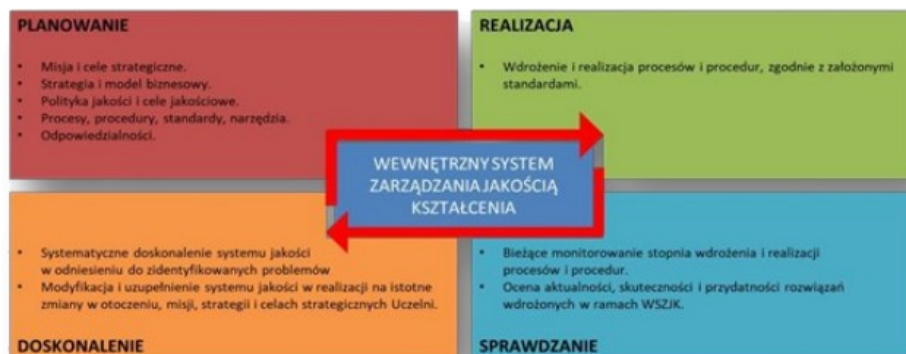 PLANOWANIE
• Misja i cele strategiczne.
• Strategia i model biznesowy.
• Polityka jakości i cele jakościowe.
• Procesy, procedury, standardy, narzędzia.
• Odpowiedzialności.
REALIZACJA
• Wdrożenie i realizacja procesów i procedur, zgodnie z założonymi
standardami.
WEWNĘTRZNY SYSTEM
ZARZĄDZANIA JAKOŚCIĄ
KSZTAŁCENIA
• Systematyczne doskonalenie systemu jakości
w odniesieniu do zidentyfikowanych problemów
• Modyfikacja i uzupełnienie systemu jakości w realizacji na istotne
zmiany w otoczeniu, misji, strategii i celach strategicznych Uczelni.
DOSKONALENIE
• Bieżące monitorowanie stopnia wdrożenia i realizacji
procesów i procedur.
• Ocena aktualności, skuteczności i przydatności rozwiązań
wdrożonych w ramach WSZJK.
SPRAWDZANIE